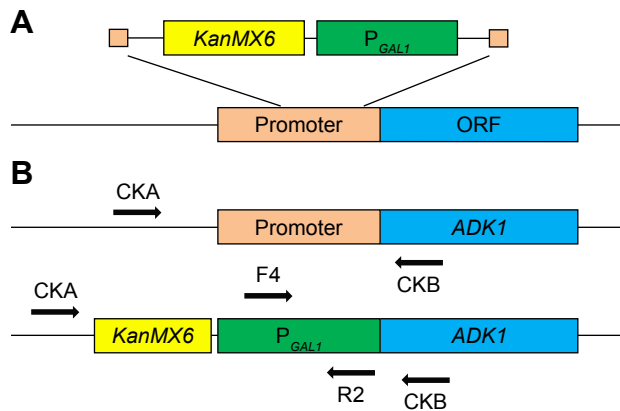 A
KanMX6 PGAL1
Promoter ORF
B
CKA
Promoter ADK1
CKB
F4
CKA
KanMX6 PGAL1 ADK1
R2 CKB